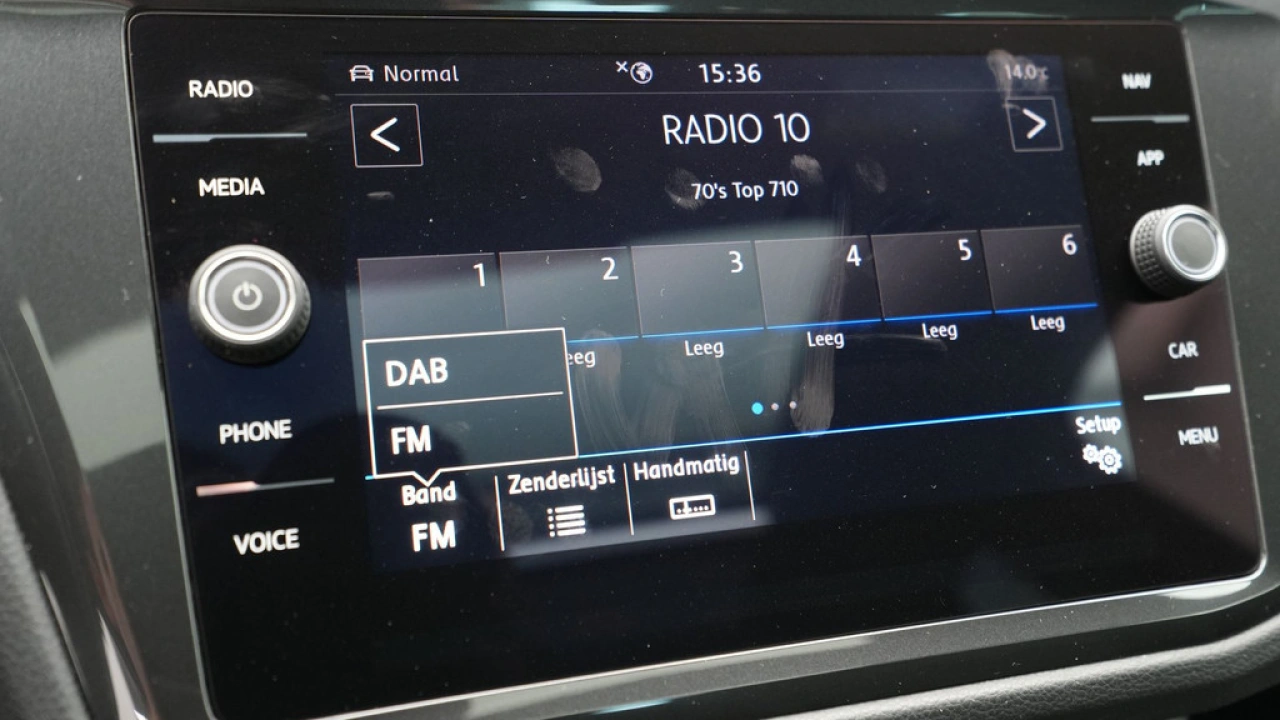 RADIO
MEDIA
PHONE
VOICE
Normal
15:36
14.0°C
RADIO 10
70's Top 710
1 2 3 4 5 6
eeg Leeg Leeg Leeg Leeg
DAB
FM
Band
FM
Zenderlijst
Handmatig
Setup
NAV
APP
CAR
MENU